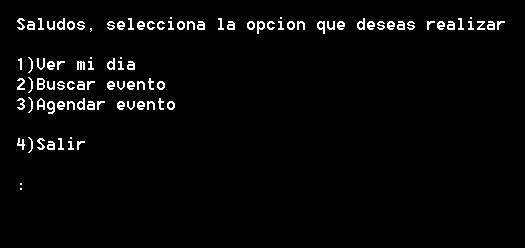 Saludos, selecciona la opcion que deseas realizar
1)Ver mi dia
2)Buscar evento
3)Agendar evento
4)Salir
: